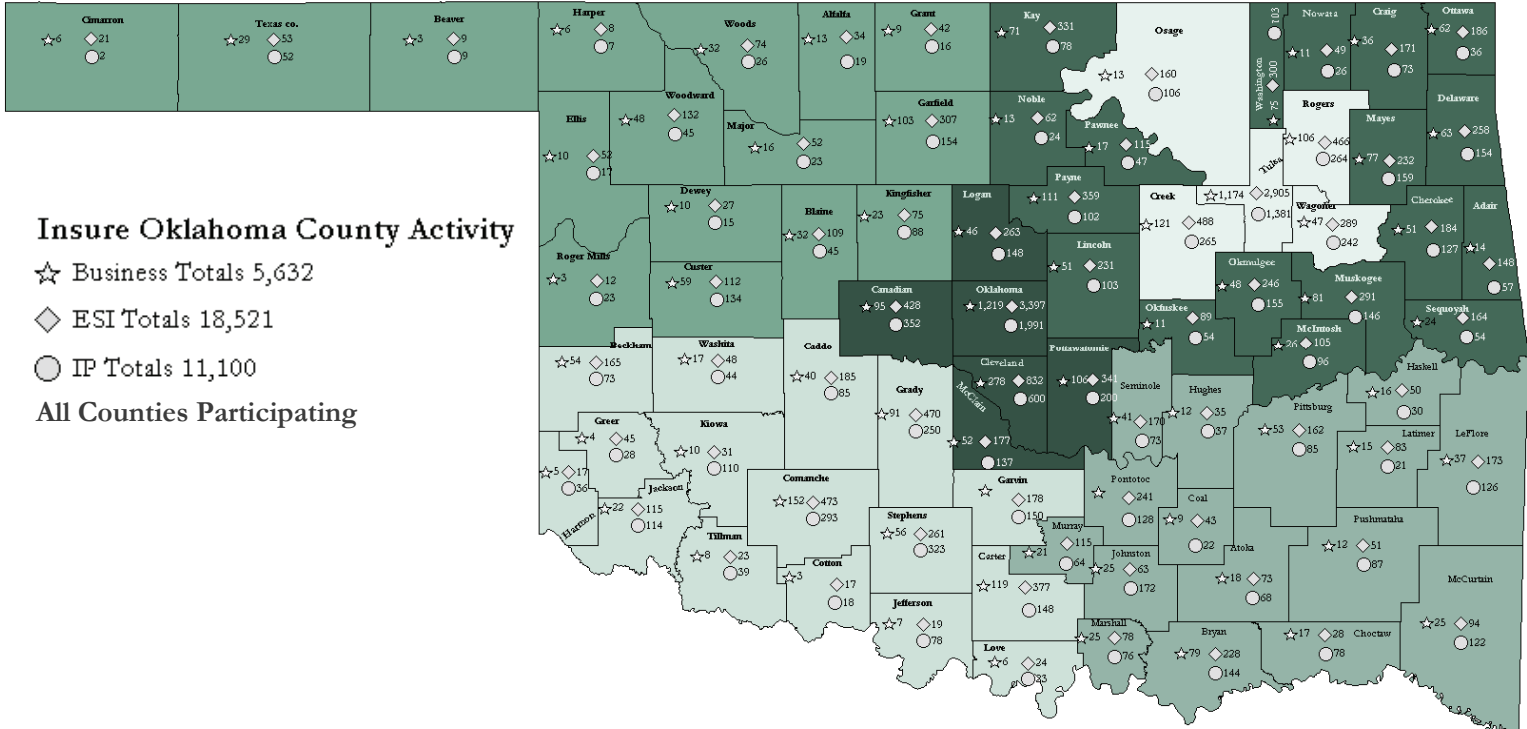 Insure Oklahoma County Activity
Business Totals 5,632
ESI Totals 18,521
IP Totals 11,100
All Counties Participating
Cimarron
6 21
2
Texas co.
29 53
52
Beaver
3 9
9
Harper
6 8
7
Woods
32 74
26
Alfalfa
13 34
19
Grant
9 42
16
Kay
71 331
78
Osage
13 160
106
Washington
75 300 103
Nowata
11 49
26
Craig
36 171
73
Ottawa
62 186
36
Ellis
10 52
17
Woodward
48 132
45
Major
16 52
23
Garfield
103 307
154
Noble
13 62
24
Pawnee
17 115
47
Rogers
106 466
264
Mayes
77 232
159
Delaware
63 258
154
Roger Mills
3 12
23
Dewey
10 27
15
Custer
59 112
134
Blaine
32 109
45
Kingfisher
23 75
88
Logan
46 263
148
Payne
111 359
102
Creek
121 488
265
Tulsa
1,174 2,905
1,381
Wagoner
47 289
242
Cherokee
51 184
127
Adair
14 148
57
Canadian
95 428
352
Oklahoma
1,219 3,397
1,991
Lincoln
51 231
103
Okmulgee
48 246
155
Okfuskee
11 89
54
Muskogee
81 291
146
McIntosh
26 105
96
Sequoyah
24 164
54
Beckham
54 165
73
Washita
17 48
44
Caddo
40 185
85
Grady
91 470
250
McClain
52 177
137
Cleveland
278 832
600
Pottawatomie
106 341
200
Seminole
41 170
73
Hughes
12 35
37
Pittsburg
53 162
85
Haskell
16 50
30
Latimer
15 83
21
LeFlore
37 173
126
Greer
4 45
28
Harmon
5 17
36
Jackson
22 115
114
Kiowa
10 31
110
Comanche
152 473
293
Tillman
8 23
39
Cotton
3 17
18
Stephens
56 261
323
Jefferson
7 19
78
Garvin
178
150
Carter
119 377
148
Murray
21 115
64
Love
6 24
23
Pontotoc
241
128
Coal
9 43
22
Johnston
25 63
172
Atoka
18 73
68
Pushmataha
12 51
87
Marshall
25 78
76
Bryan
79 228
144
Choctaw
17 28
78
McCurtain
25 94
122